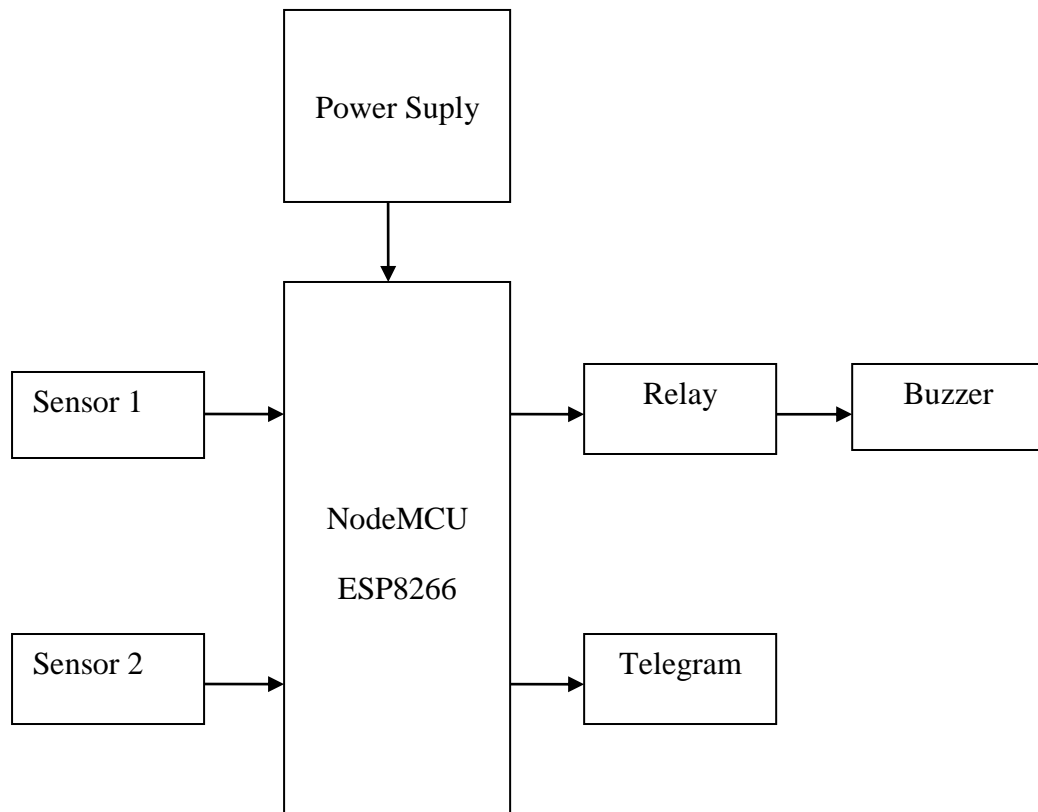 Power Suply
Sensor 1
Relay
Buzzer
NodeMCU
ESP8266
Sensor 2
Telegram